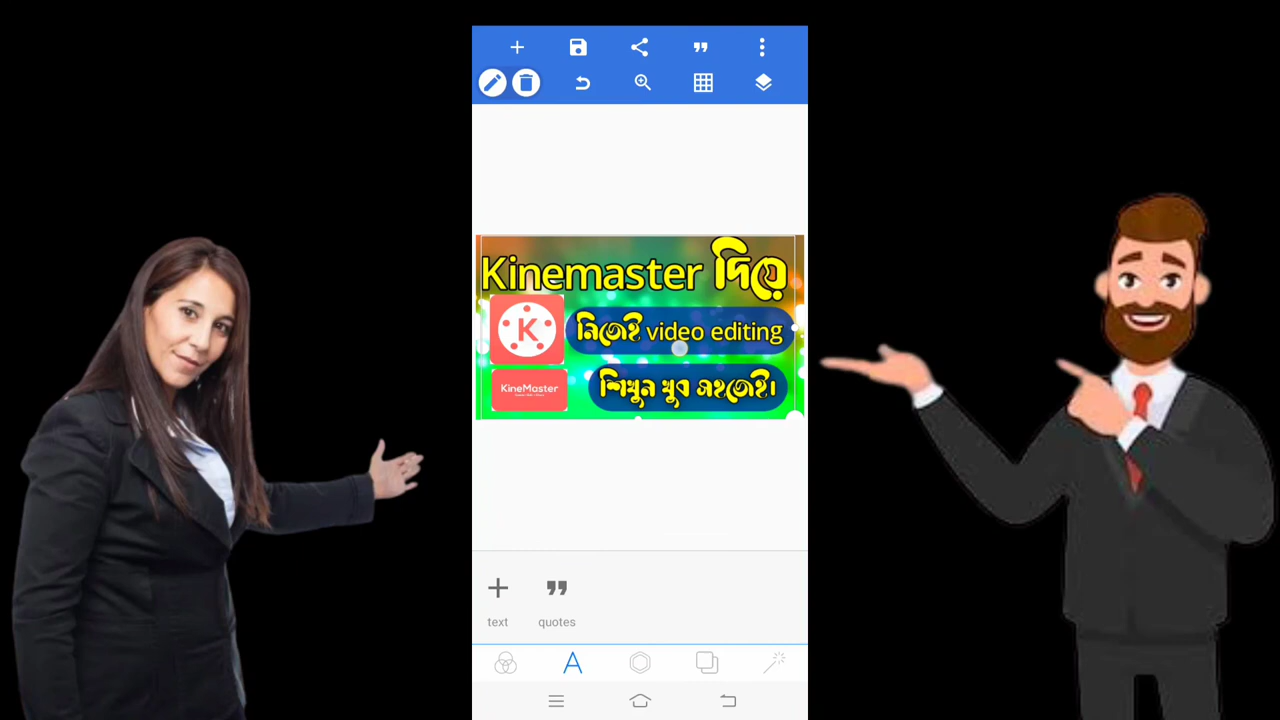 Kinemaster দিয়ে
K
নিজেই video editing
KineMaster
শিখুন খুব সহজেই।
text
quotes